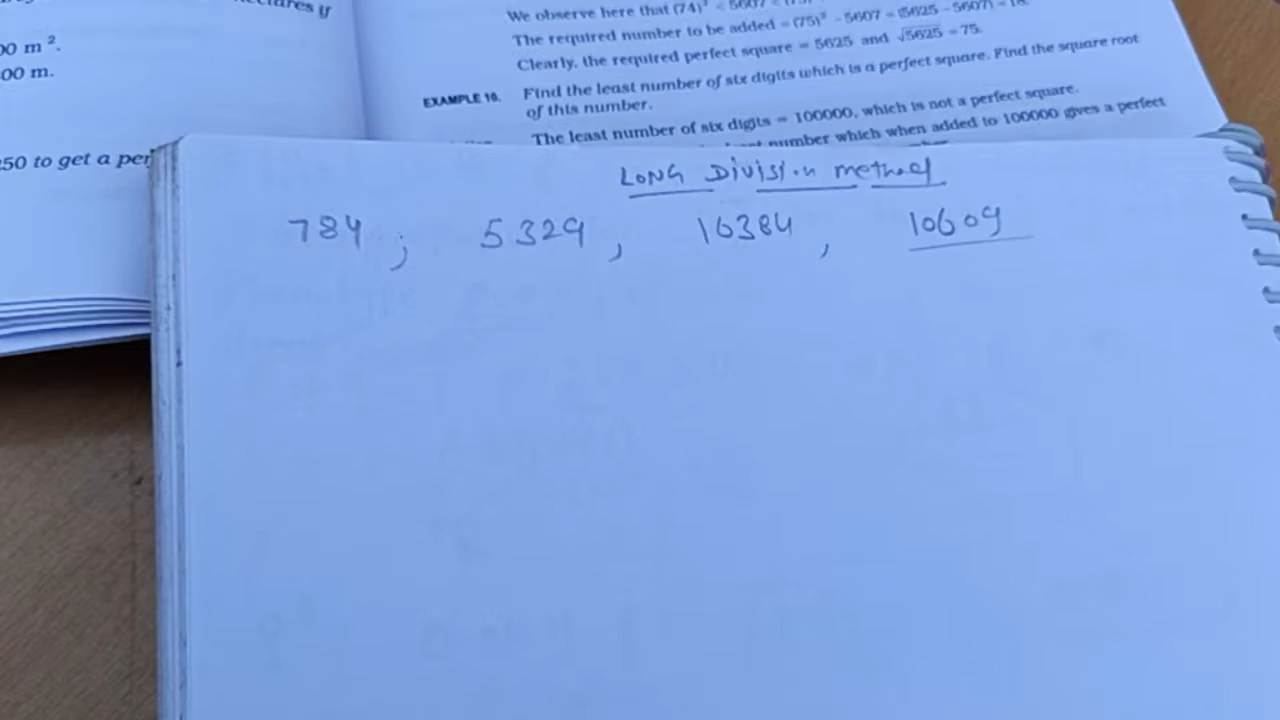 00 m².
00 m.
250 to get a per
We observe here that (74)² < 5607 <
The required number to be added = (75)² - 5607 = (5625 - 5607) = 18.
Clearly, the required perfect square = 5625 and √5625 = 75.
EXAMPLE 10. Find the least number of six digits which is a perfect square. Find the square root
of this number.
The least number of six digits = 100000, which is not a perfect square.
number which when added to 100000 gives a perfect
LONG Division method
784 ; 5329 , 16384 , 10609